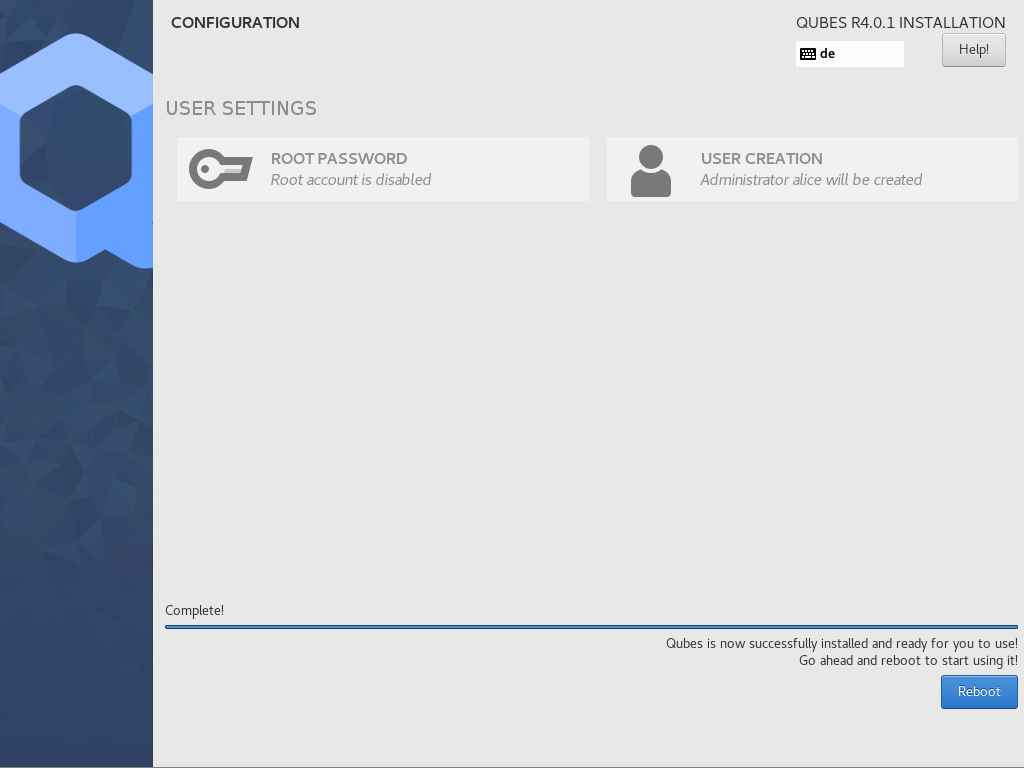 CONFIGURATION
QUBES R4.0.1 INSTALLATION
de
Help!
USER SETTINGS
ROOT PASSWORD
Root account is disabled
USER CREATION
Administrator alice will be created
Complete!
Qubes is now successfully installed and ready for you to use!
Go ahead and reboot to start using it!
Reboot